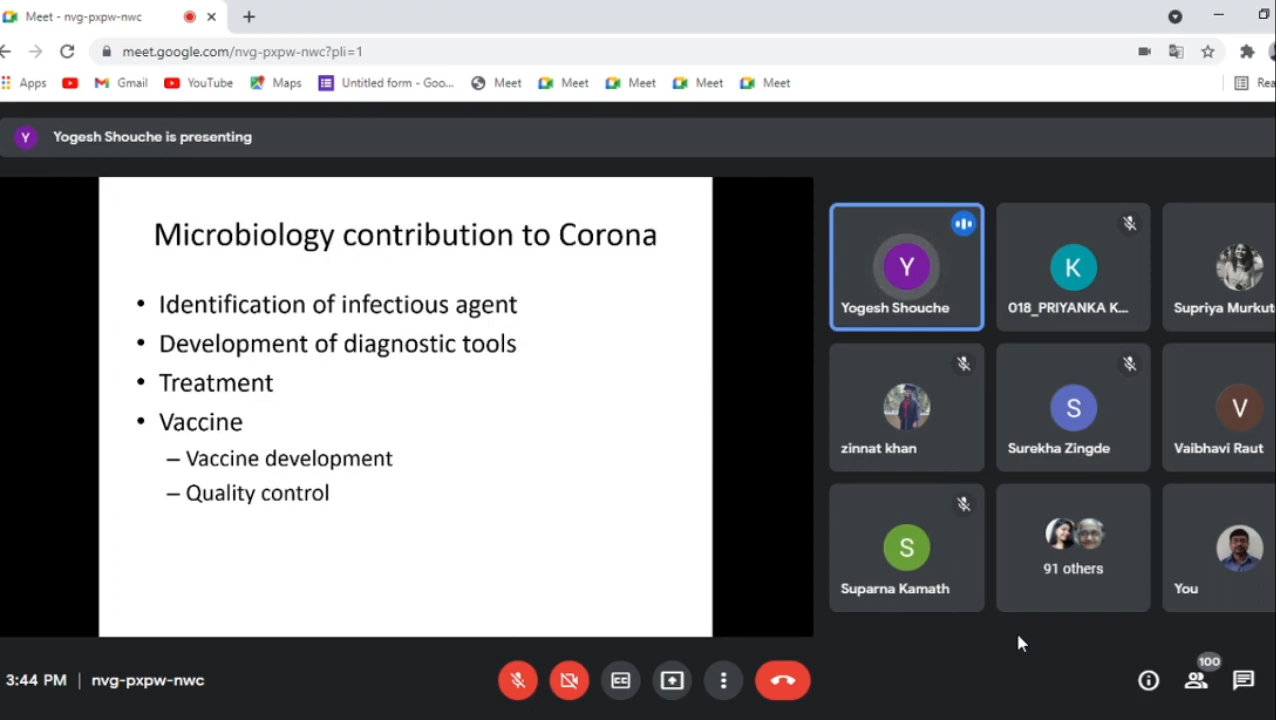 Meet - nvg-pxpw-nwc
meet.google.com/nvg-pxpw-nwc?pli=1
Apps
Gmail
YouTube
Maps
Untitled form - Goo...
Meet
Meet
Meet
Meet
Meet
Rea
Y
Yogesh Shouche is presenting
Microbiology contribution to Corona
• Identification of infectious agent
• Development of diagnostic tools
• Treatment
• Vaccine
– Vaccine development
– Quality control
Y
Yogesh Shouche
K
018_PRIYANKA K...
Supriya Murkut
zinnat khan
S
Surekha Zingde
V
Vaibhavi Raut
S
Suparna Kamath
91 others
You
3:44 PM | nvg-pxpw-nwc
CC
100